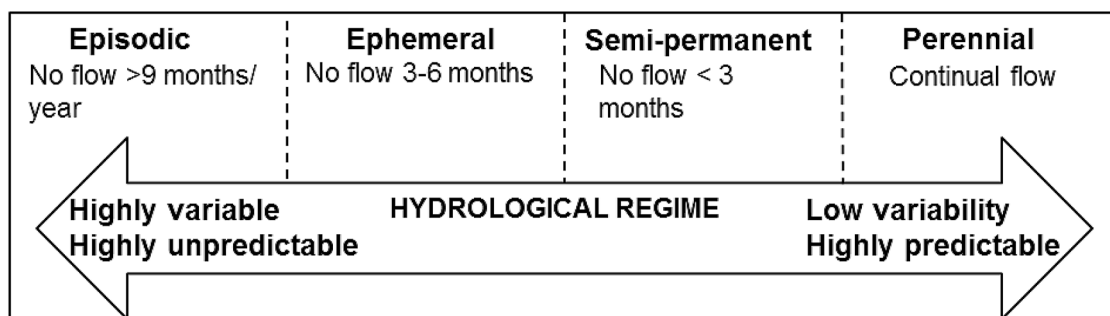 Episodic
No flow >9 months/
year
Ephemeral
No flow 3-6 months
Semi-permanent
No flow < 3
months
Perennial
Continual flow
Highly variable
Highly unpredictable
HYDROLOGICAL REGIME
Low variability
Highly predictable